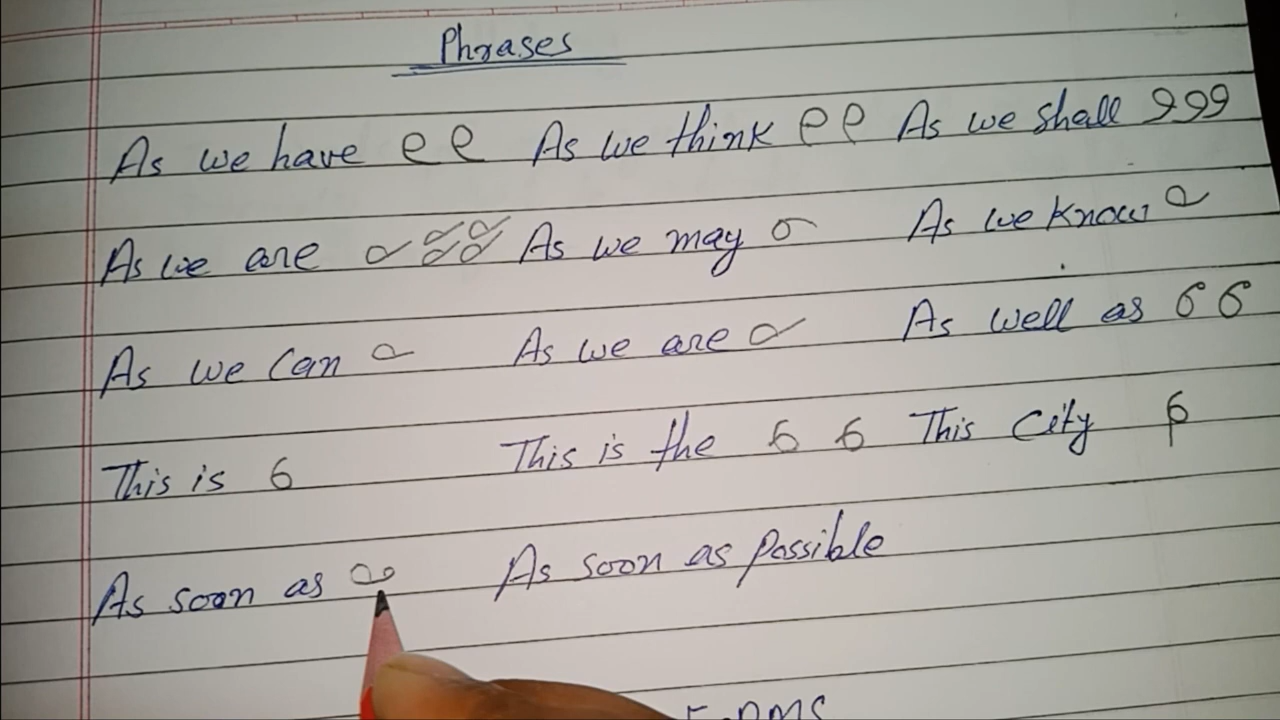 Phrases
As we have As we think As we shall
As we are As we may As we know
As we can As we are As well as
This is This is the This City
As soon as As soon as possible